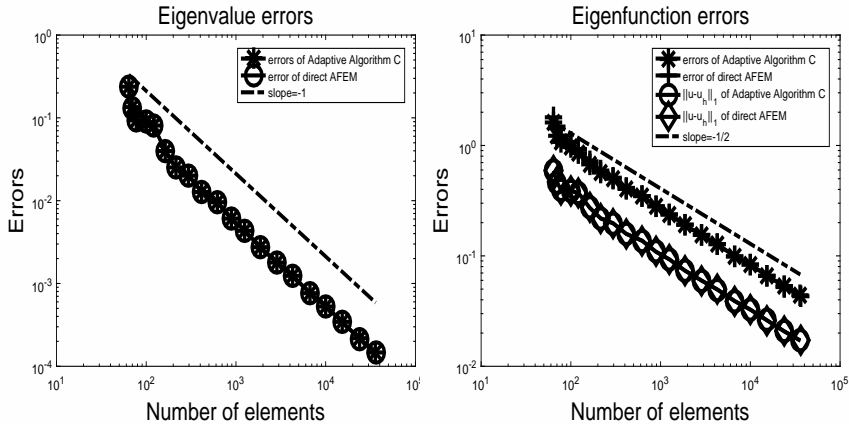 Eigenvalue errors
10^0
10^-1
10^-2
10^-3
10^-4
Errors
errors of Adaptive Algorithm C
error of direct AFEM
slope=-1
10^1
10^2
10^3
10^4
Number of elements
Eigenfunction errors
10^1
10^0
10^-1
10^-2
Errors
errors of Adaptive Algorithm C
error of direct AFEM
||u-u_h||_1 of Adaptive Algorithm C
||u-u_h||_1 of direct AFEM
slope=-1/2
10^1
10^2
10^3
10^4
10^5
Number of elements